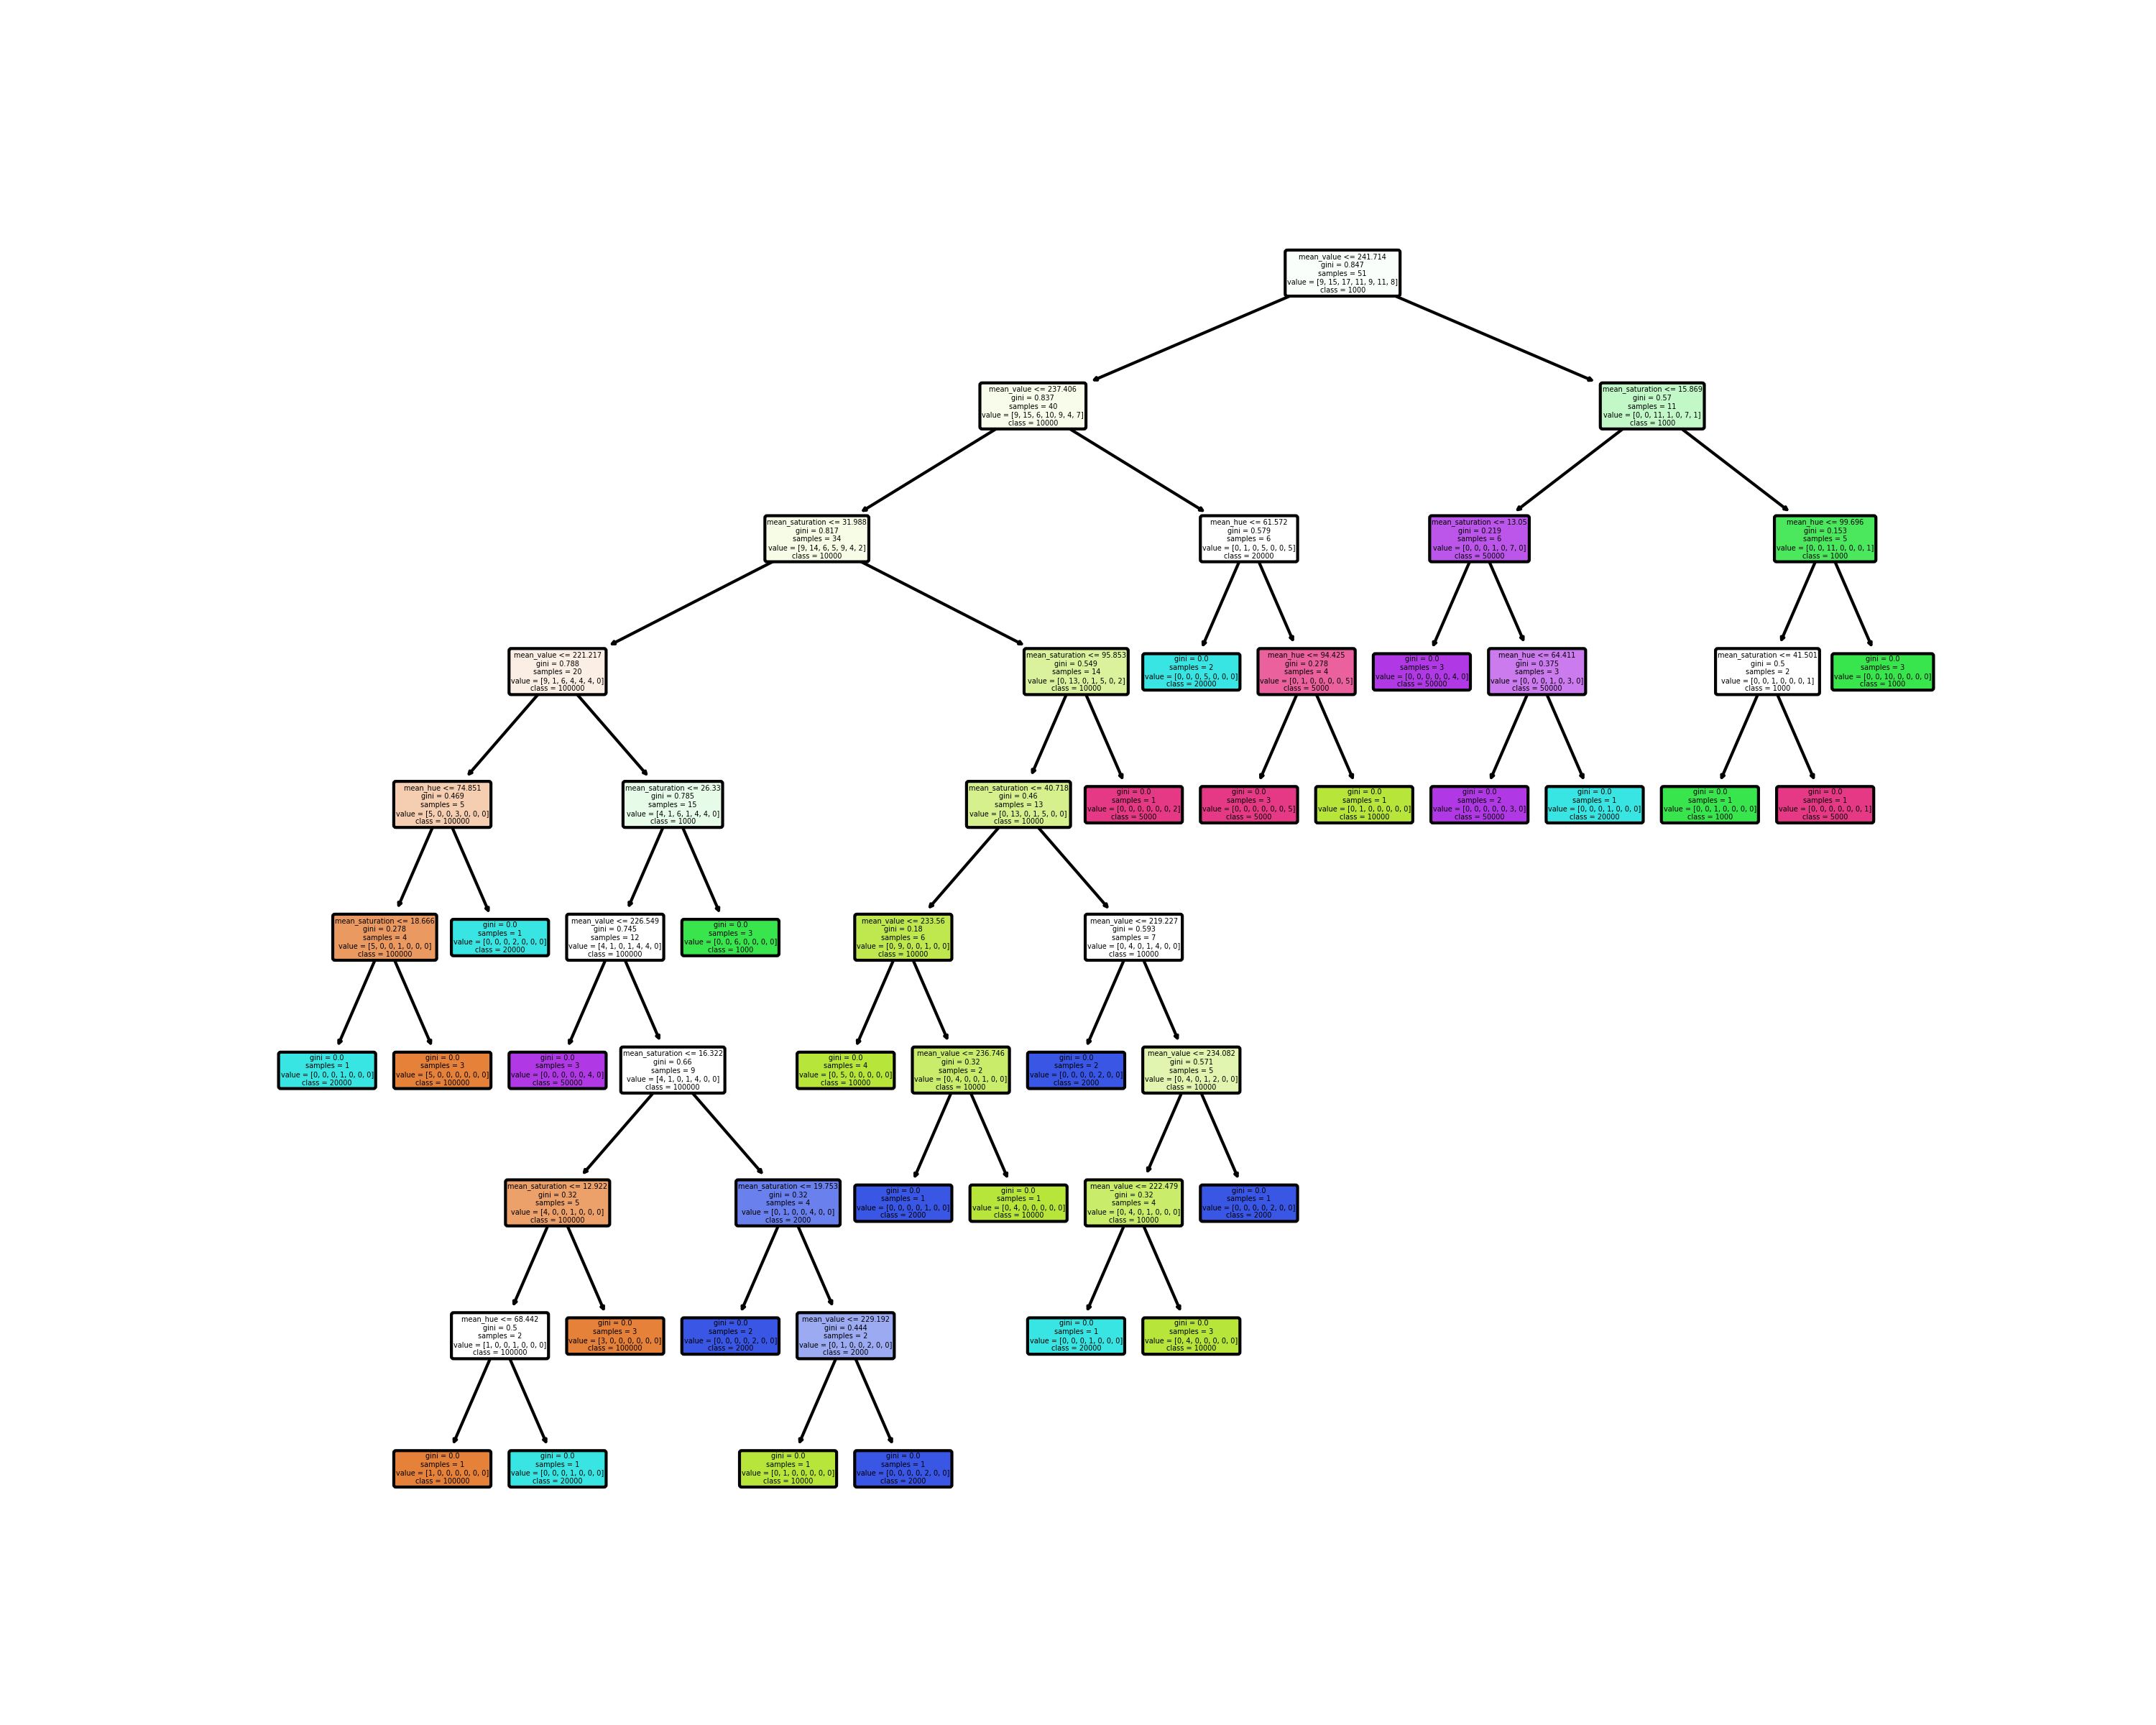 mean_value <= 241.714
gini = 0.847
samples = 51
value = [9, 15, 17, 11, 9, 11, 8]
class = 1000
mean_value <= 237.406
gini = 0.837
samples = 40
value = [9, 15, 6, 10, 9, 4, 7]
class = 10000
mean_saturation <= 15.869
gini = 0.57
samples = 11
value = [0, 0, 11, 1, 0, 7, 1]
class = 1000
mean_saturation <= 31.988
gini = 0.817
samples = 34
value = [9, 14, 6, 5, 9, 4, 2]
class = 10000
mean_hue <= 61.572
gini = 0.579
samples = 6
value = [0, 1, 0, 5, 0, 0, 5]
class = 20000
mean_saturation <= 13.05
gini = 0.219
samples = 6
value = [0, 0, 0, 1, 0, 7, 0]
class = 50000
mean_hue <= 99.696
gini = 0.153
samples = 5
value = [0, 0, 11, 0, 0, 0, 1]
class = 1000
mean_value <= 221.217
gini = 0.788
samples = 20
value = [9, 1, 6, 4, 4, 4, 0]
class = 100000
mean_saturation <= 95.853
gini = 0.549
samples = 14
value = [0, 13, 0, 1, 5, 0, 2]
class = 10000
gini = 0.0
samples = 2
value = [0, 0, 0, 5, 0, 0, 0]
class = 20000
mean_hue <= 94.425
gini = 0.278
samples = 4
value = [0, 1, 0, 0, 0, 0, 5]
class = 5000
gini = 0.0
samples = 3
value = [0, 0, 0, 0, 0, 4, 0]
class = 50000
mean_hue <= 64.411
gini = 0.375
samples = 3
value = [0, 0, 0, 1, 0, 3, 0]
class = 50000
mean_saturation <= 41.501
gini = 0.5
samples = 2
value = [0, 0, 1, 0, 0, 0, 1]
class = 1000
gini = 0.0
samples = 3
value = [0, 0, 10, 0, 0, 0, 0]
class = 1000
mean_hue <= 74.851
gini = 0.469
samples = 5
value = [5, 0, 0, 3, 0, 0, 0]
class = 100000
mean_saturation <= 26.33
gini = 0.785
samples = 15
value = [4, 1, 6, 1, 4, 4, 0]
class = 1000
mean_saturation <= 40.718
gini = 0.46
samples = 13
value = [0, 13, 0, 1, 5, 0, 0]
class = 10000
gini = 0.0
samples = 1
value = [0, 0, 0, 0, 0, 0, 2]
class = 5000
gini = 0.0
samples = 3
value = [0, 0, 0, 0, 0, 0, 5]
class = 5000
gini = 0.0
samples = 1
value = [0, 1, 0, 0, 0, 0, 0]
class = 10000
gini = 0.0
samples = 2
value = [0, 0, 0, 0, 0, 3, 0]
class = 50000
gini = 0.0
samples = 1
value = [0, 0, 0, 1, 0, 0, 0]
class = 20000
gini = 0.0
samples = 1
value = [0, 0, 1, 0, 0, 0, 0]
class = 1000
gini = 0.0
samples = 1
value = [0, 0, 0, 0, 0, 0, 1]
class = 5000
mean_saturation <= 18.666
gini = 0.278
samples = 4
value = [5, 0, 0, 1, 0, 0, 0]
class = 100000
gini = 0.0
samples = 1
value = [0, 0, 0, 2, 0, 0, 0]
class = 20000
mean_value <= 226.549
gini = 0.745
samples = 12
value = [4, 1, 0, 1, 4, 4, 0]
class = 100000
gini = 0.0
samples = 3
value = [0, 0, 6, 0, 0, 0, 0]
class = 1000
mean_value <= 233.56
gini = 0.18
samples = 6
value = [0, 9, 0, 0, 1, 0, 0]
class = 10000
mean_value <= 219.227
gini = 0.593
samples = 7
value = [0, 4, 0, 1, 4, 0, 0]
class = 10000
gini = 0.0
samples = 1
value = [0, 0, 0, 1, 0, 0, 0]
class = 20000
gini = 0.0
samples = 3
value = [5, 0, 0, 0, 0, 0, 0]
class = 100000
gini = 0.0
samples = 3
value = [0, 0, 0, 0, 0, 4, 0]
class = 50000
mean_saturation <= 16.322
gini = 0.66
samples = 9
value = [4, 1, 0, 1, 4, 0, 0]
class = 100000
gini = 0.0
samples = 4
value = [0, 5, 0, 0, 0, 0, 0]
class = 10000
mean_value <= 236.746
gini = 0.32
samples = 2
value = [0, 4, 0, 0, 1, 0, 0]
class = 10000
gini = 0.0
samples = 2
value = [0, 0, 0, 0, 2, 0, 0]
class = 2000
mean_value <= 234.082
gini = 0.571
samples = 5
value = [0, 4, 0, 1, 2, 0, 0]
class = 10000
mean_saturation <= 12.922
gini = 0.32
samples = 5
value = [4, 0, 0, 1, 0, 0, 0]
class = 100000
mean_saturation <= 19.753
gini = 0.32
samples = 4
value = [0, 1, 0, 0, 4, 0, 0]
class = 2000
gini = 0.0
samples = 1
value = [0, 0, 0, 0, 1, 0, 0]
class = 2000
gini = 0.0
samples = 1
value = [0, 4, 0, 0, 0, 0, 0]
class = 10000
mean_value <= 222.479
gini = 0.32
samples = 4
value = [0, 4, 0, 1, 0, 0, 0]
class = 10000
gini = 0.0
samples = 1
value = [0, 0, 0, 0, 2, 0, 0]
class = 2000
mean_hue <= 68.442
gini = 0.5
samples = 2
value = [1, 0, 0, 1, 0, 0, 0]
class = 100000
gini = 0.0
samples = 3
value = [3, 0, 0, 0, 0, 0, 0]
class = 100000
gini = 0.0
samples = 2
value = [0, 0, 0, 0, 2, 0, 0]
class = 2000
mean_value <= 229.192
gini = 0.444
samples = 2
value = [0, 1, 0, 0, 2, 0, 0]
class = 2000
gini = 0.0
samples = 1
value = [0, 0, 0, 1, 0, 0, 0]
class = 20000
gini = 0.0
samples = 3
value = [0, 4, 0, 0, 0, 0, 0]
class = 10000
gini = 0.0
samples = 1
value = [1, 0, 0, 0, 0, 0, 0]
class = 100000
gini = 0.0
samples = 1
value = [0, 0, 0, 1, 0, 0, 0]
class = 20000
gini = 0.0
samples = 1
value = [0, 1, 0, 0, 0, 0, 0]
class = 10000
gini = 0.0
samples = 1
value = [0, 0, 0, 0, 2, 0, 0]
class = 2000